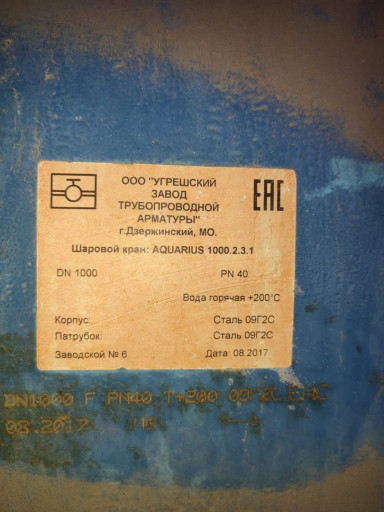 ООО "УГРЕШСКИЙ
ЗАВОД
ТРУБОПРОВОДНОЙ
АРМАТУРЫ"
г.Дзержинский, МО.
EAC
Шаровой кран: AQUARIUS 1000.2.3.1
DN 1000 PN 40
Вода горячая +200°С
Корпус: Сталь 09Г2С
Патрубок: Сталь 09Г2С
Заводской № 6 Дата 08.2017
DN1000 F PN40 T+200 09Г2С
08.2017